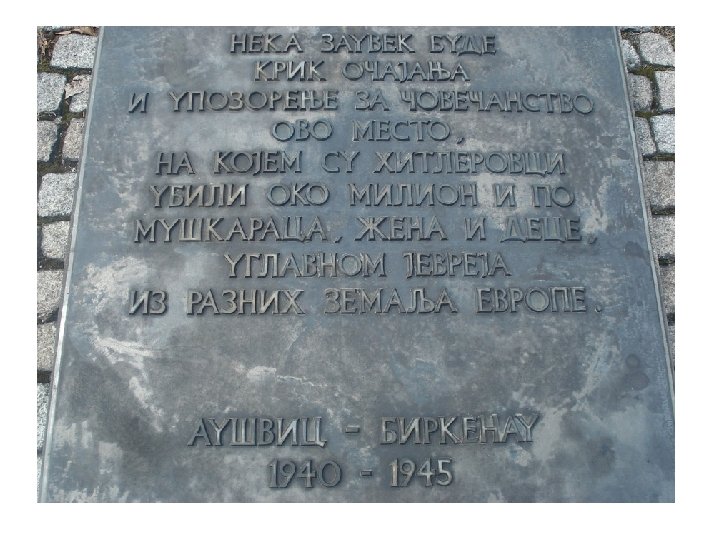 НЕКА ЗАУВЕК БУДЕ
КРИК ОЧАЈАЊА
И УПОЗОРЕЊЕ ЗА ЧОВЕЧАНСТВО
ОВО МЕСТО,
НА КОЈЕМ СУ ХИТЛЕРОВЦИ
УБИЛИ ОКО МИЛИОН И ПО
МУШКАРАЦА, ЖЕНА И ДЕЦЕ,
УГЛАВНОМ ЈЕВРЕЈА
ИЗ РАЗНИХ ЗЕМАЉА ЕВРОПЕ.
АУШВИЦ - БИРКЕНАУ
1940 - 1945